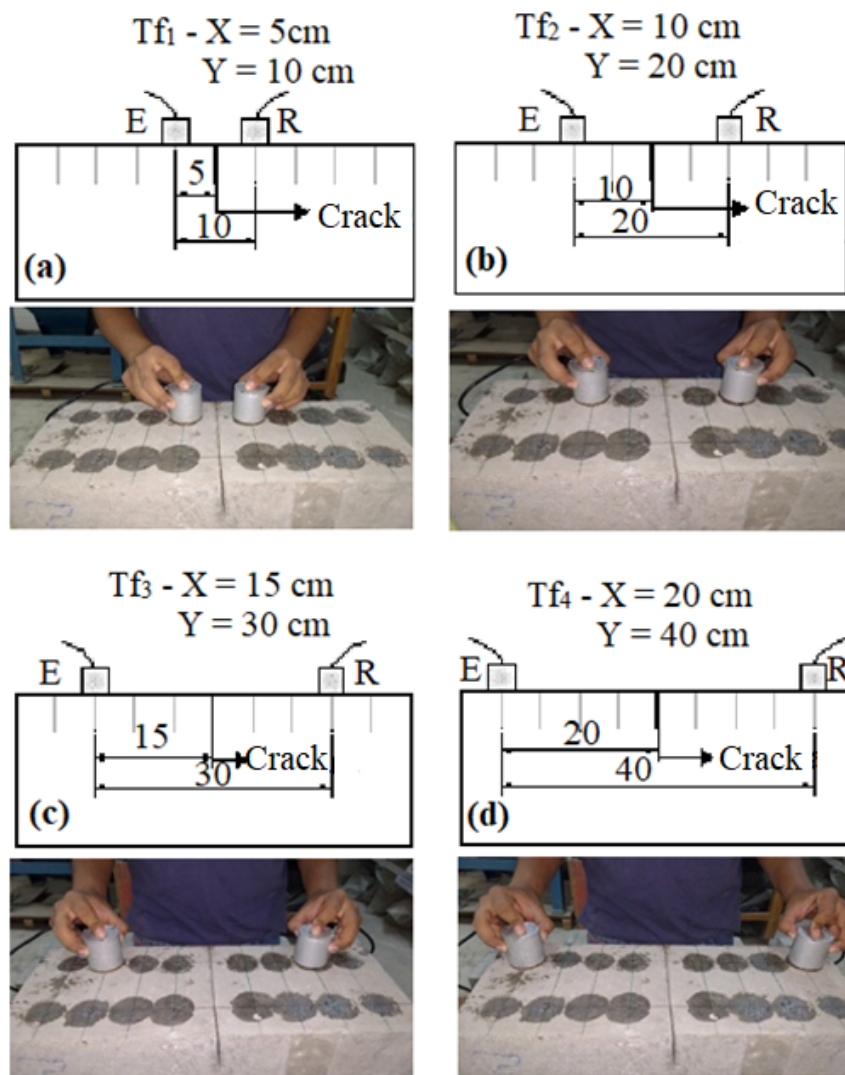 Tf₁ - X = 5cm
Y = 10 cm
E R
5
10
Crack
(a)
Tf₂ - X = 10 cm
Y = 20 cm
E R
10
20
Crack
(b)
Tf₃ - X = 15 cm
Y = 30 cm
E R
15
30
Crack
(c)
Tf₄ - X = 20 cm
Y = 40 cm
E R
20
40
Crack
(d)